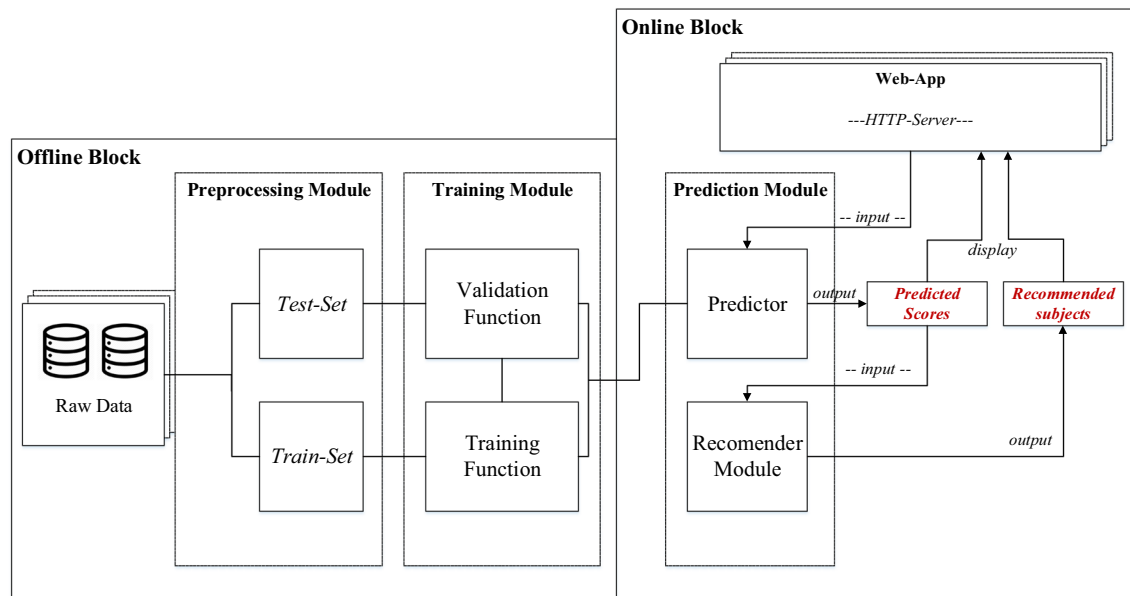 Online Block
Web-App
---HTTP-Server---
Offline Block
Preprocessing Module
Training Module
Prediction Module
-- input --
Test-Set
Validation
Function
Predictor
output
Predicted
Scores
display
Recommended
subjects
Raw Data
-- input --
Train-Set
Training
Function
Recomender
Module
output